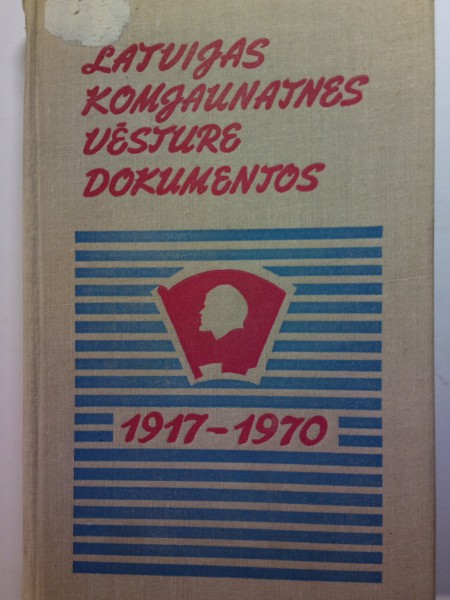 LATVIJAS
KOMJAUNATNES
VĒSTURE
DOKUMENTOS
1917-1970